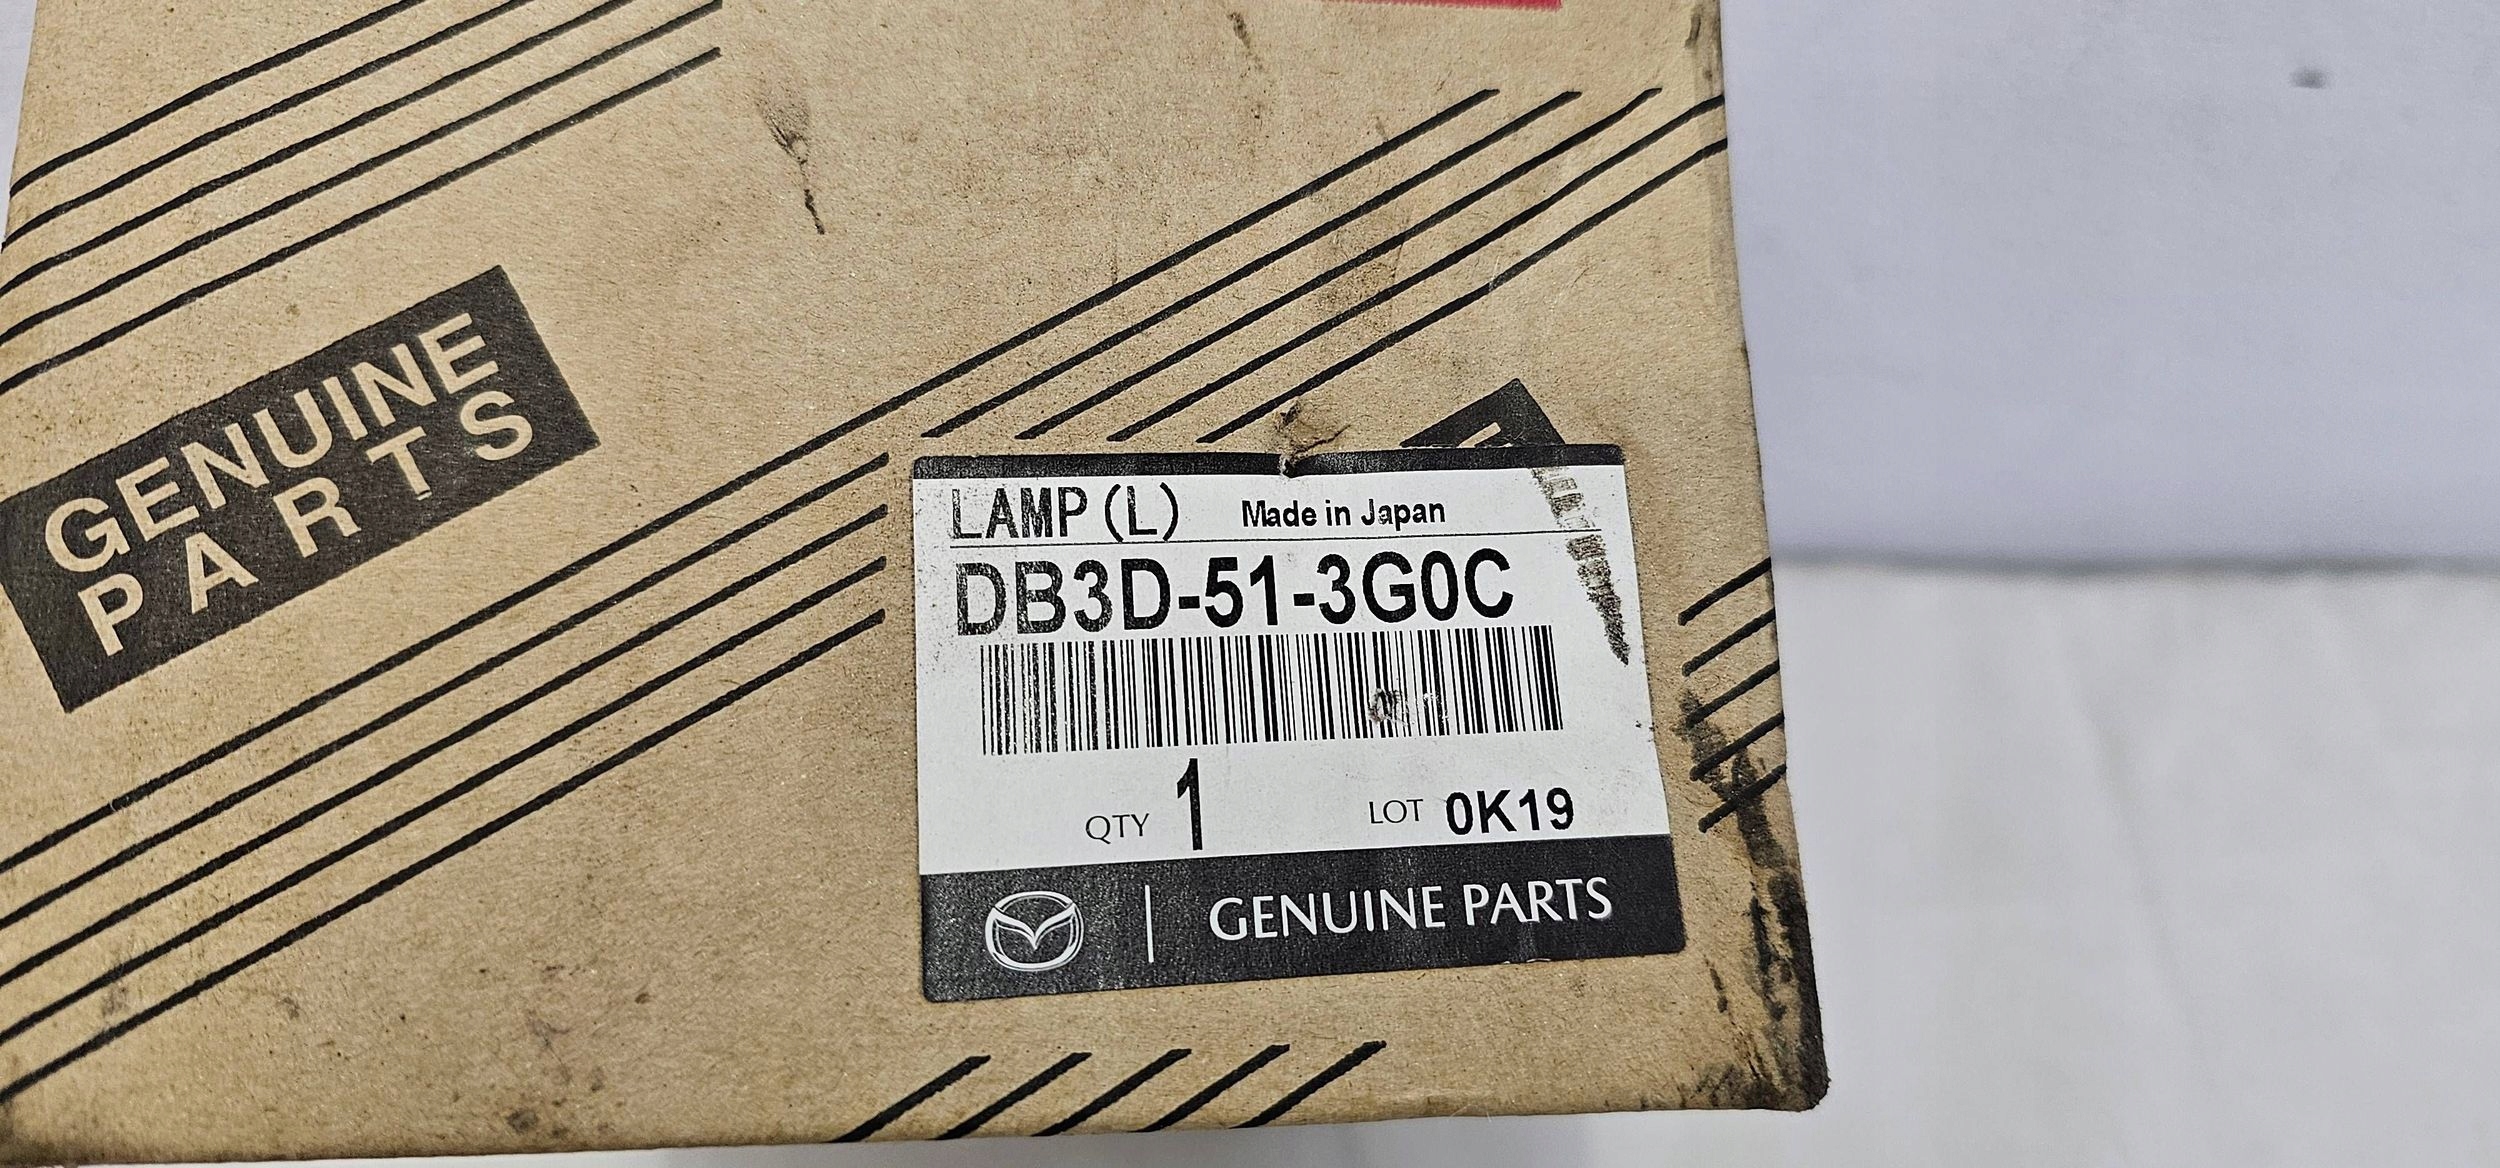 GENUINE
PARTS
LAMP(L) Made in Japan
DB3D-51-3G0C
QTY 1 LOT 0K19
GENUINE PARTS